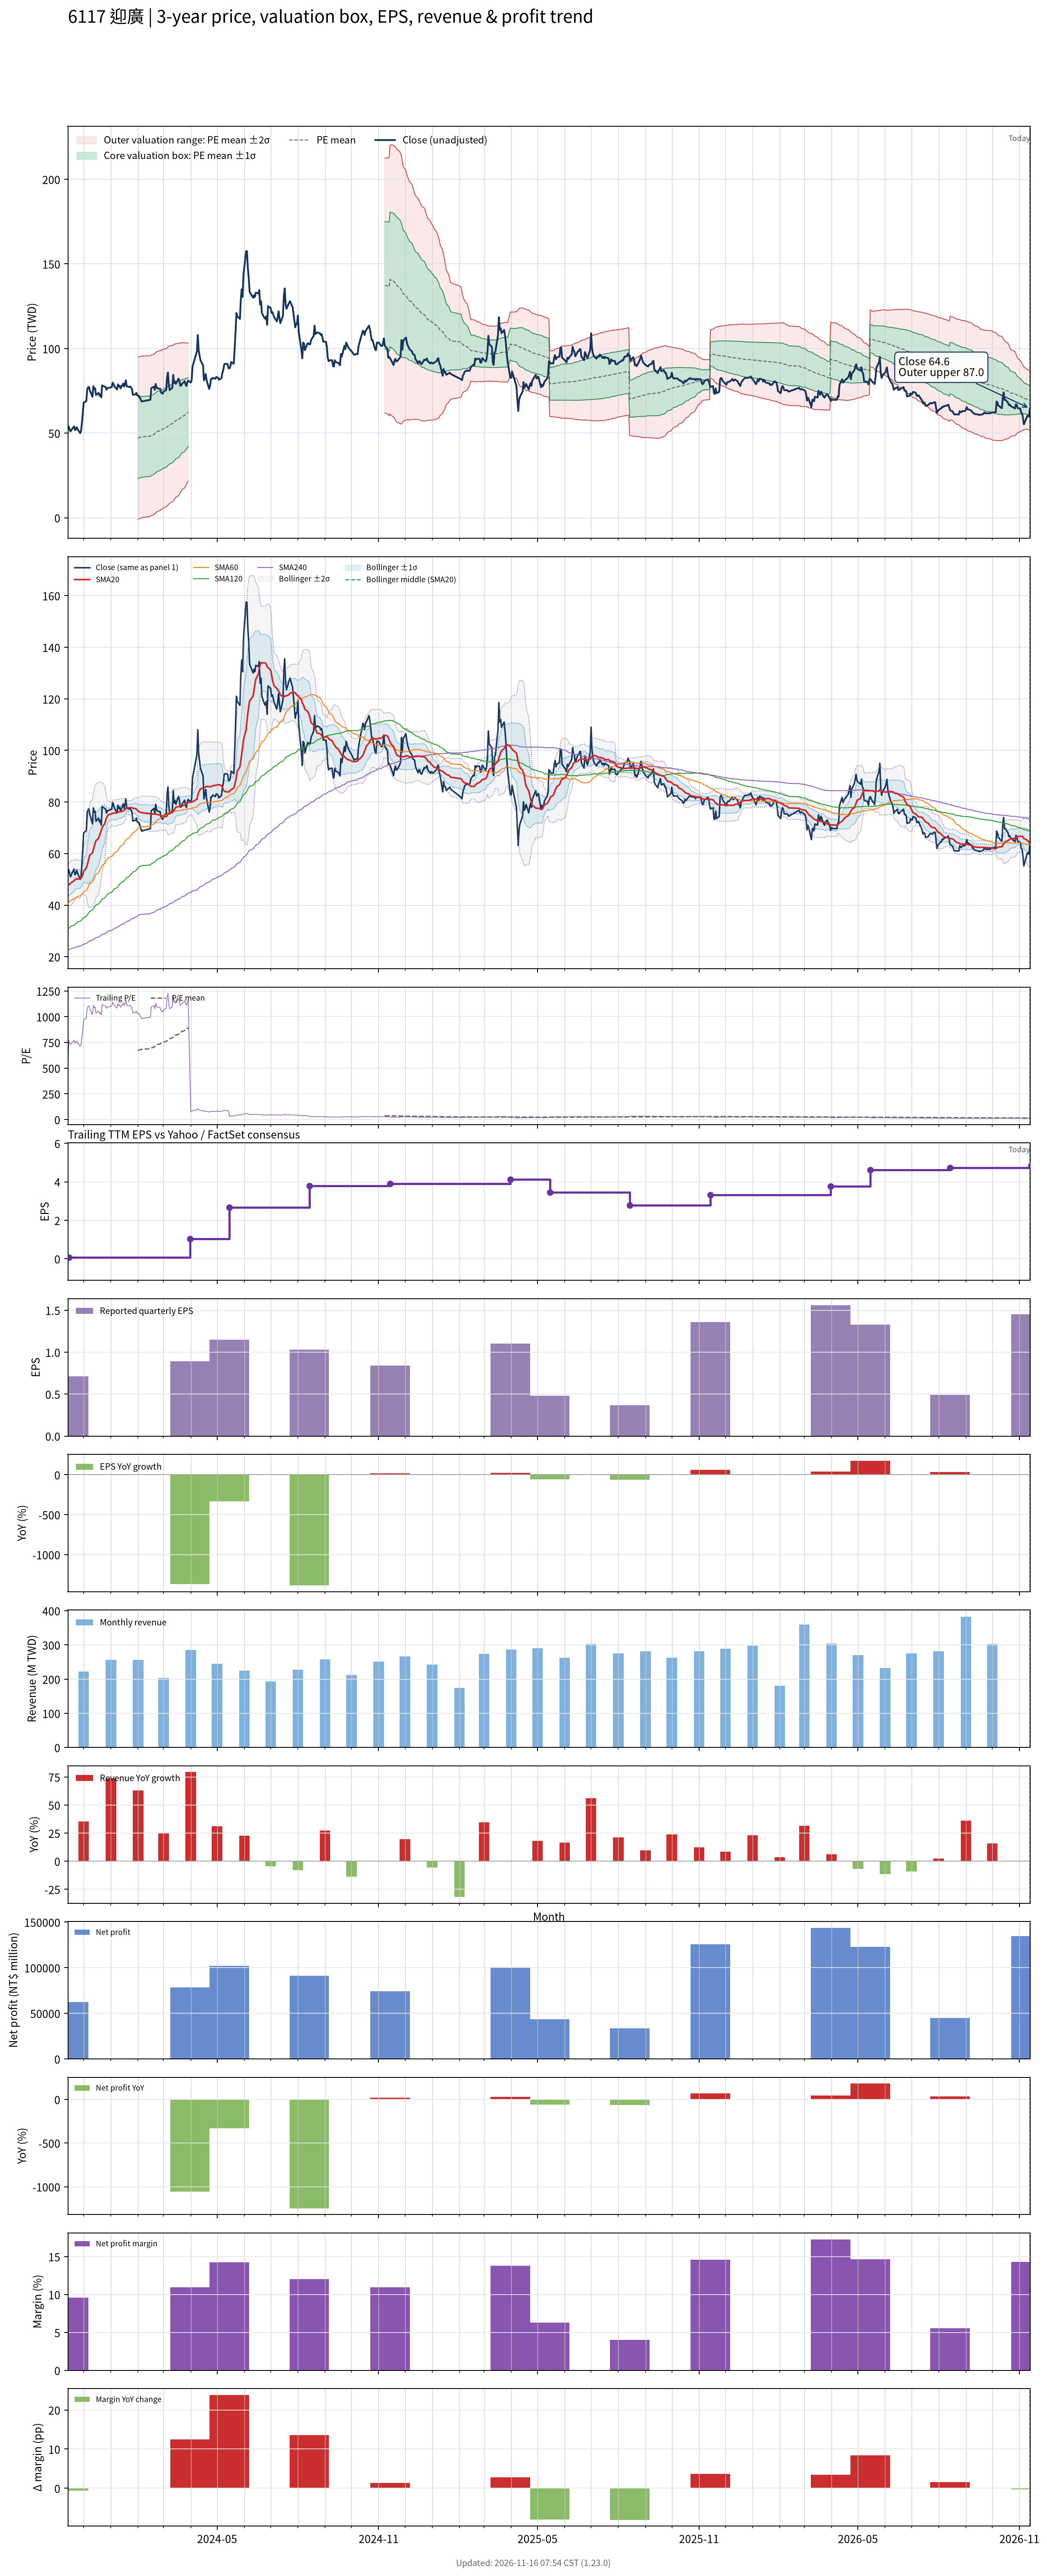 6117 迎廣 | 3-year price, valuation box, EPS, revenue & profit trend
Outer valuation range: PE mean ±2σ
PE mean
Close (unadjusted)
Core valuation box: PE mean ±1σ
Today
Close 64.6
Outer upper 87.0
Price (TWD)
200
150
100
50
0
Close (same as panel 1)
SMA20
SMA60
SMA120
SMA240
Bollinger ±2σ
Bollinger ±1σ
Bollinger middle (SMA20)
Price
160
140
120
100
80
60
40
20
Trailing P/E
P/E mean
P/E
1250
1000
750
500
250
0
Trailing TTM EPS vs Yahoo / FactSet consensus
Today
EPS
6
4
2
0
Reported quarterly EPS
EPS
1.5
1.0
0.5
0.0
EPS YoY growth
YoY (%)
0
-500
-1000
Monthly revenue
Revenue (M TWD)
400
300
200
100
0
Revenue YoY growth
YoY (%)
75
50
25
0
-25
Month
Net profit
Net profit (NT$ million)
150000
100000
50000
0
Net profit YoY
YoY (%)
0
-500
-1000
Net profit margin
Margin (%)
15
10
5
0
Margin YoY change
Δ margin (pp)
20
10
0
2024-05
2024-11
2025-05
2025-11
2026-05
2026-11
Updated: 2026-11-16 07:54 CST (1.23.0)